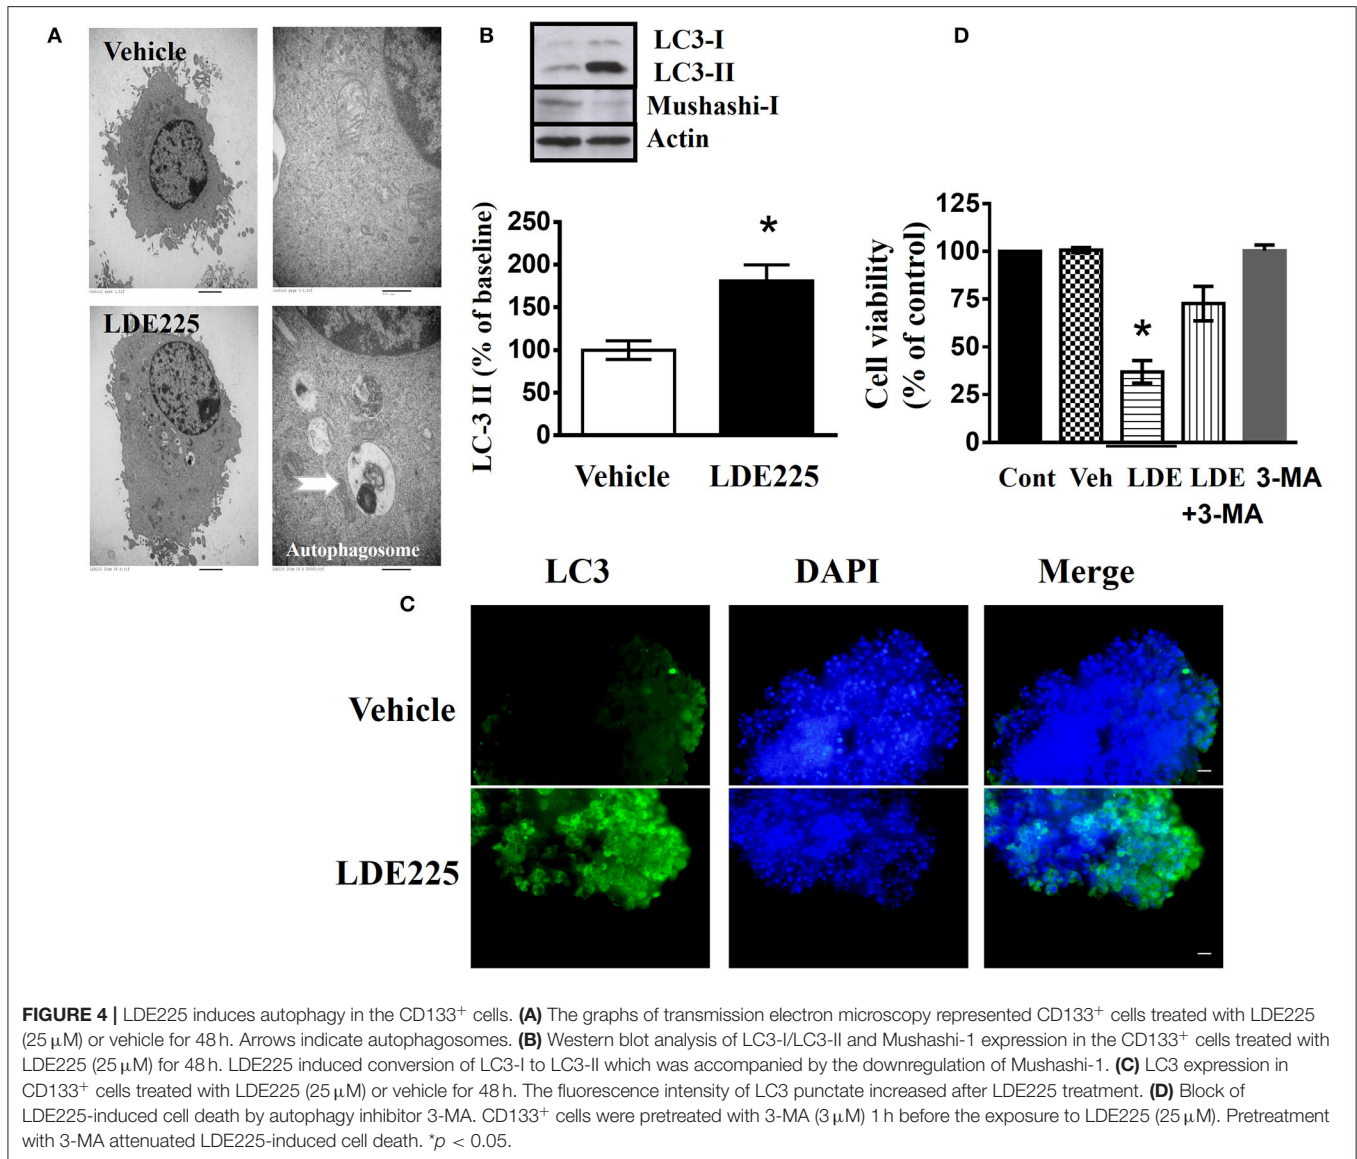 A
Vehicle
LDE225
Autophagosome
B
LC3-I
LC3-II
Mushashi-I
Actin
LC-3 II (% of baseline)
250
200
150
100
50
0
*
Vehicle
LDE225
D
Cell viability
(% of control)
125
100
75
50
25
0
*
Cont Veh LDE LDE 3-MA
+3-MA
C
LC3 DAPI Merge
Vehicle
LDE225
FIGURE 4 | LDE225 induces autophagy in the CD133⁺ cells. (A) The graphs of transmission electron microscopy represented CD133⁺ cells treated with LDE225
(25 μM) or vehicle for 48 h. Arrows indicate autophagosomes. (B) Western blot analysis of LC3-I/LC3-II and Mushashi-1 expression in the CD133⁺ cells treated with
LDE225 (25 μM) for 48 h. LDE225 induced conversion of LC3-I to LC3-II which was accompanied by the downregulation of Mushashi-1. (C) LC3 expression in
CD133⁺ cells treated with LDE225 (25 μM) or vehicle for 48 h. The fluorescence intensity of LC3 punctate increased after LDE225 treatment. (D) Block of
LDE225-induced cell death by autophagy inhibitor 3-MA. CD133⁺ cells were pretreated with 3-MA (3 μM) 1 h before the exposure to LDE225 (25 μM). Pretreatment
with 3-MA attenuated LDE225-induced cell death. *p < 0.05.